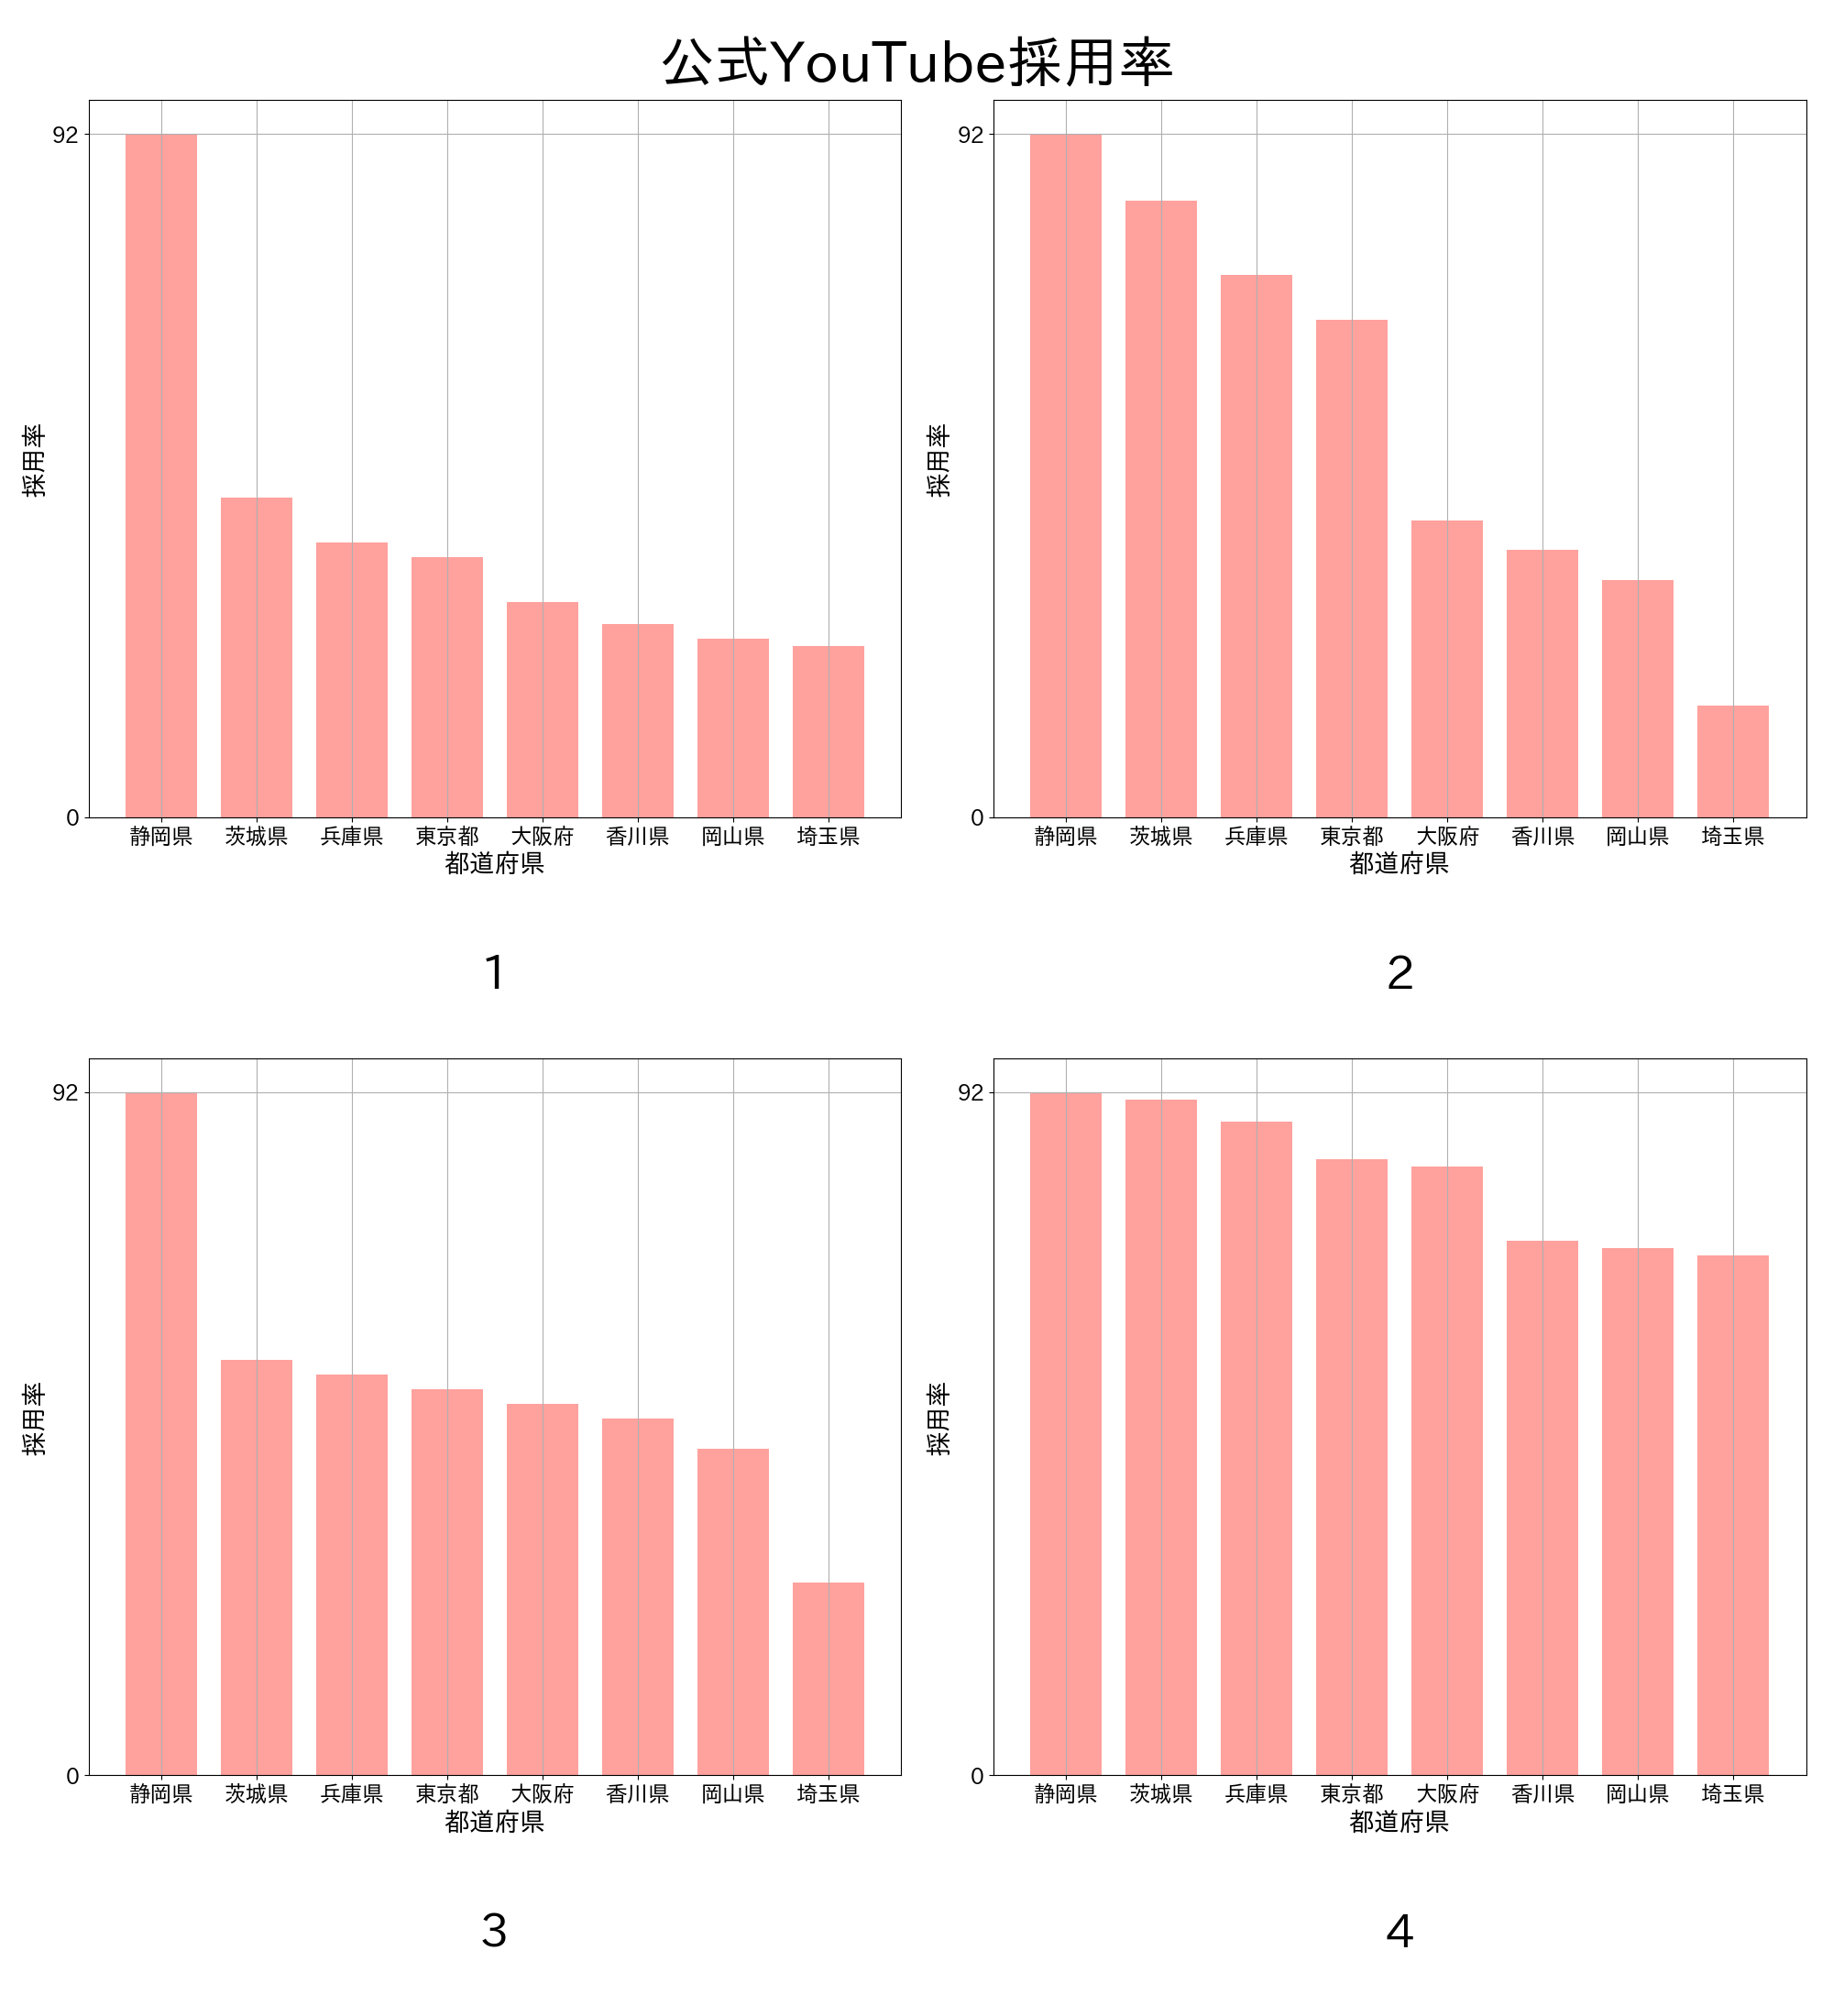 公式YouTube採用率
92
0
採用率
静岡県 茨城県 兵庫県 東京都 大阪府 香川県 岡山県 埼玉県
都道府県
1
92
0
採用率
静岡県 茨城県 兵庫県 東京都 大阪府 香川県 岡山県 埼玉県
都道府県
2
92
0
採用率
静岡県 茨城県 兵庫県 東京都 大阪府 香川県 岡山県 埼玉県
都道府県
3
92
0
採用率
静岡県 茨城県 兵庫県 東京都 大阪府 香川県 岡山県 埼玉県
都道府県
4